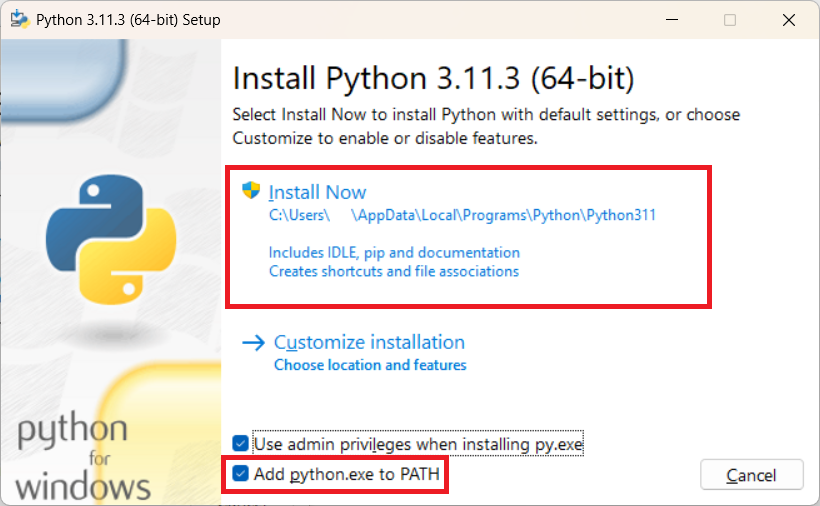 Python 3.11.3 (64-bit) Setup
Install Python 3.11.3 (64-bit)
Select Install Now to install Python with default settings, or choose
Customize to enable or disable features.
Install Now
C:\Users\ \AppData\Local\Programs\Python\Python311
Includes IDLE, pip and documentation
Creates shortcuts and file associations
Customize installation
Choose location and features
python
for
windows
Use admin privileges when installing py.exe
Add python.exe to PATH
Cancel